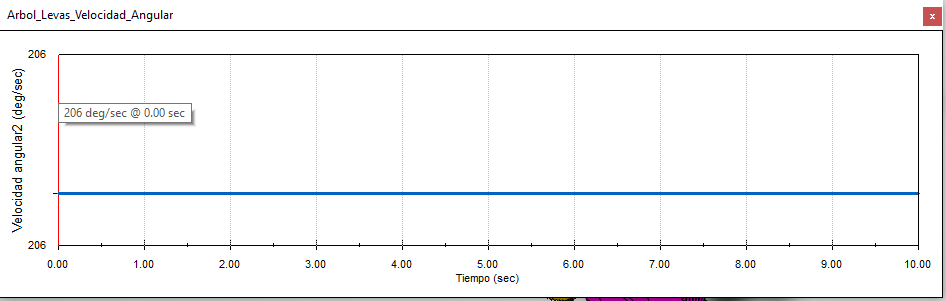 Arbol_Levas_Velocidad_Angular
x
206
206 deg/sec @ 0.00 sec
Velocidad angular2 (deg/sec)
206
0.00 1.00 2.00 3.00 4.00 5.00 6.00 7.00 8.00 9.00 10.00
Tiempo (sec)